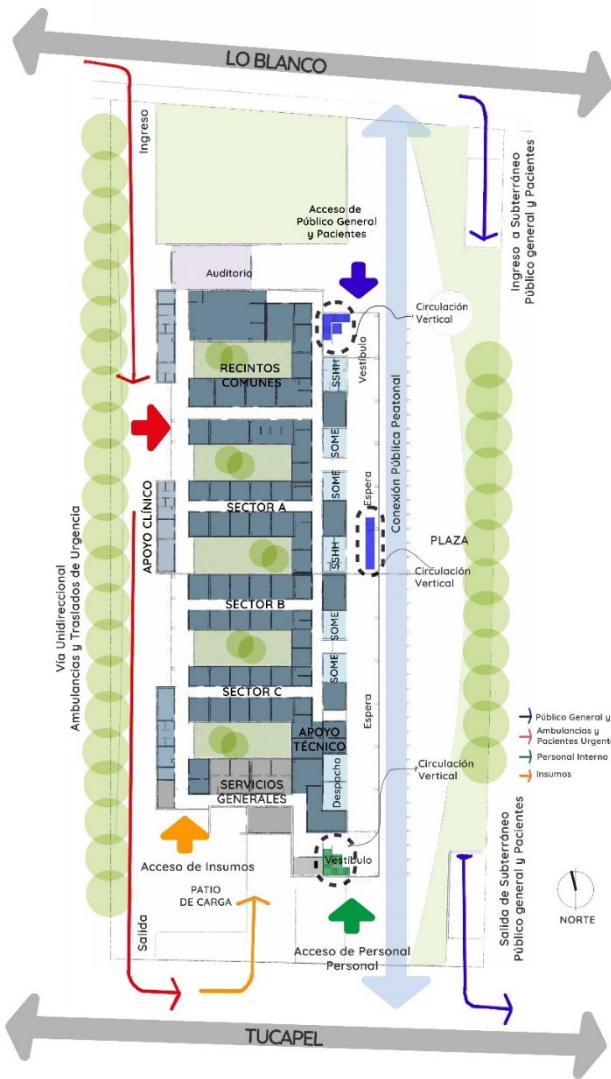 LO BLANCO
Ingreso
Acceso de
Público General
y Pacientes
Ingreso a Subterráneo
Público general y Pacientes
Auditorio
Circulación
Vertical
Vestíbulo
RECINTOS
COMUNES
SSHH
SOME
Conexión Pública Peatonal
SOME
Espera
SECTOR A
APOYO CLÍNICO
Vía Unidireccional
Ambulancias y Traslados de Urgencia
SSHH
PLAZA
Circulación
Vertical
SECTOR B
SOME
SOME
SECTOR C
Espera
APOYO
TÉCNICO
Público General y
Ambulancias y
Pacientes Urgente
Personal Interno
Insumos
Circulación
Vertical
SERVICIOS
GENERALES
Despacho
Acceso de Insumos
Vestíbulo
PATIO
DE CARGA
Salida
Acceso de Personal
Personal
Salida de Subterráneo
Público general y Pacientes
NORTE
TUCAPEL